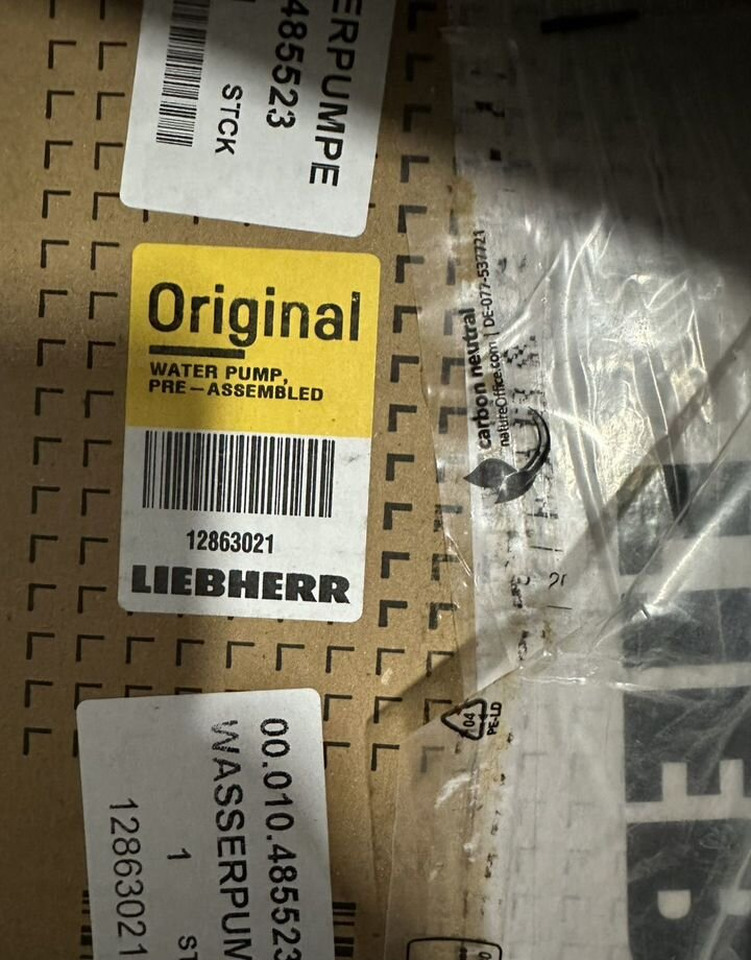 ERPUMPE
485523
STCK
Original
WATER PUMP,
PRE-ASSEMBLED
12863021
LIEBHERR
carbon neutral
natureOffice.com | DE-077-537721
04
PE-LD
00.010.485523
WASSERPUM
1 ST
12863021